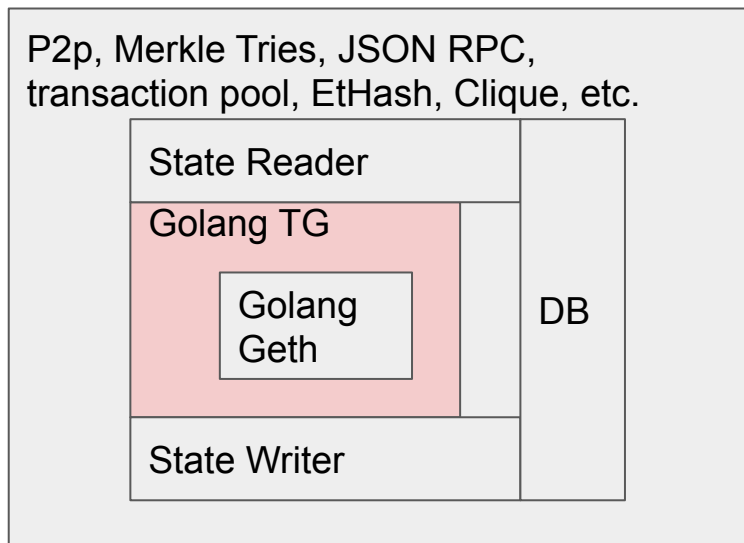 P2p, Merkle Tries, JSON RPC,
transaction pool, EtHash, Clique, etc.
State Reader
Golang TG
Golang
Geth
DB
State Writer